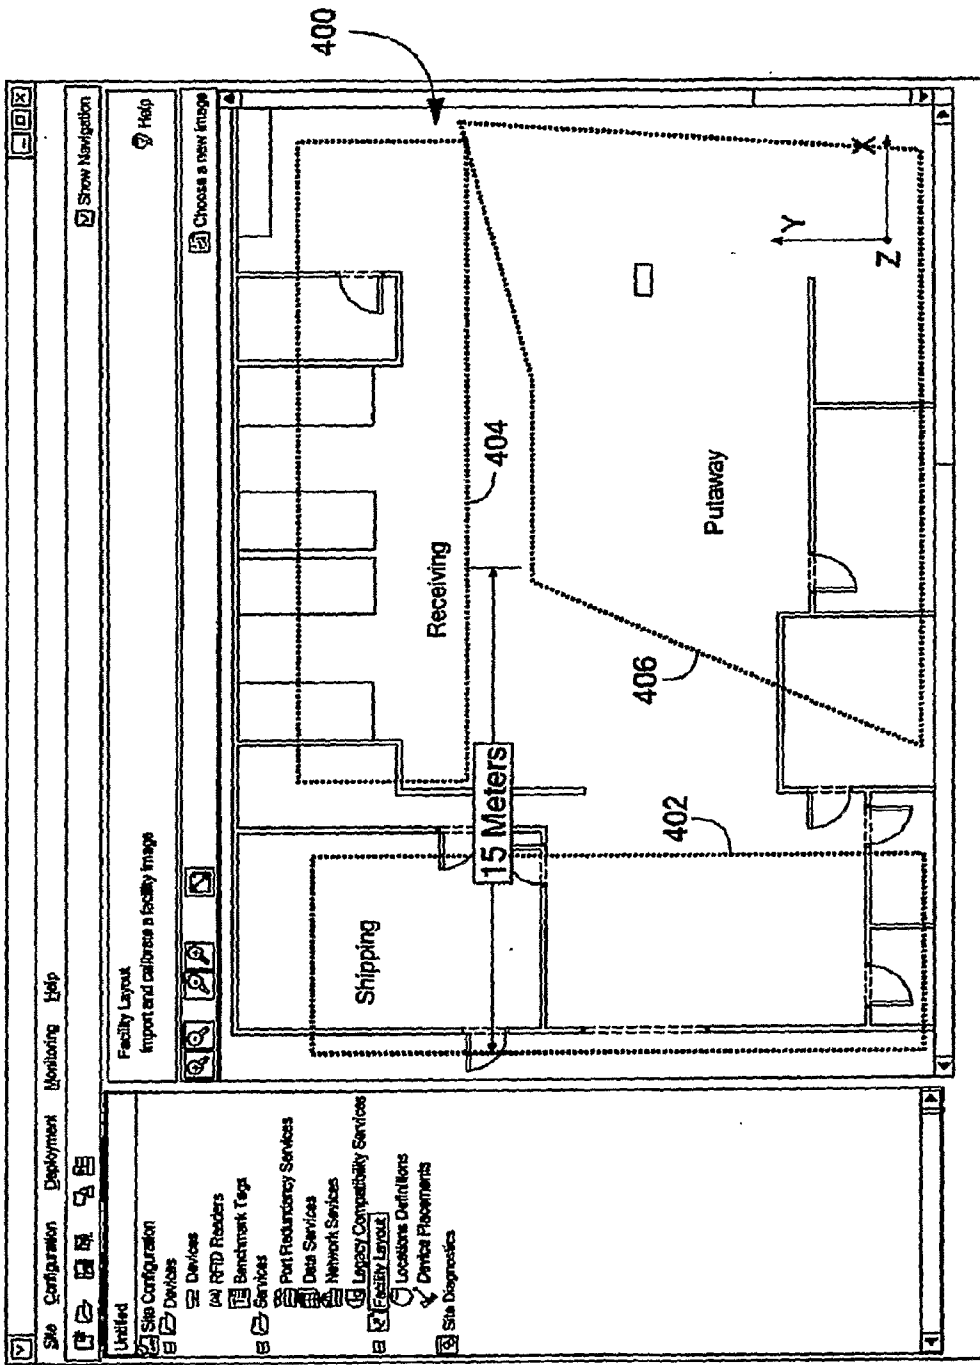 Site Configuration Deployment Monitoring Help
Show Navigation
Untitled
Site Configuration
Devices
Devices
RFID Readers
Benchmark Tags
Services
Port Redundancy Services
Data Services
Network Sevices
Legacy Compatibility Services
Facility Layout
Locations Definitions
Device Placements
Site Diagnostics
Facility Layout
Import and calibrate a facility image
Help
Choose a new image
Shipping
Receiving
Putaway
15 Meters
400
402
404
406
Y
X
Z